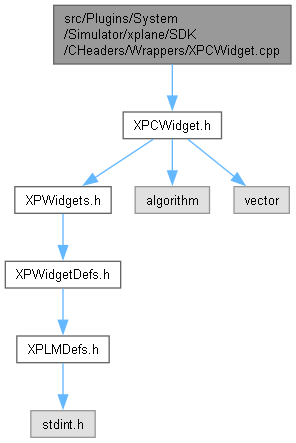 src/Plugins/System
/Simulator/xplane/SDK
/CHeaders/Wrappers/XPCWidget.cpp
XPCWidget.h
XPWidgets.h
algorithm
vector
XPWidgetDefs.h
XPLMDefs.h
stdint.h